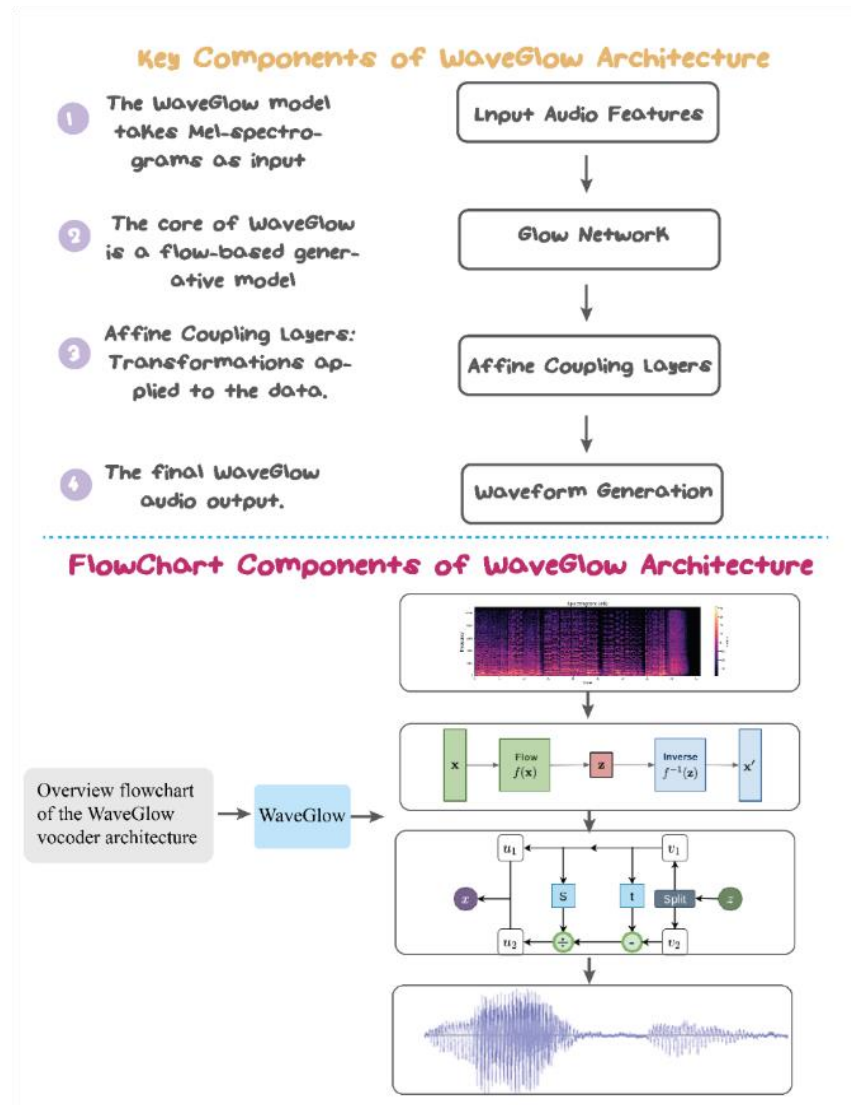 Key Components of WaveGlow Architecture
1
The WaveGlow model
takes Mel-spectro-
grams as input
Lnput Audio Features
2
The core of WaveGlow
is a flow-based gener-
ative model
Glow Network
3
Affine Coupling Layers:
Transformations ap-
plied to the data.
Affine Coupling Layers
4
The final WaveGlow
audio output.
Waveform Generation
FlowChart Components of WaveGlow Architecture
x
Flow
f(x)
z
Inverse
f⁻¹(z)
x′
Overview flowchart
of the WaveGlow
vocoder architecture
WaveGlow
u₁
v₁
x
S
t
Split
z
u₂
÷
-
v₂